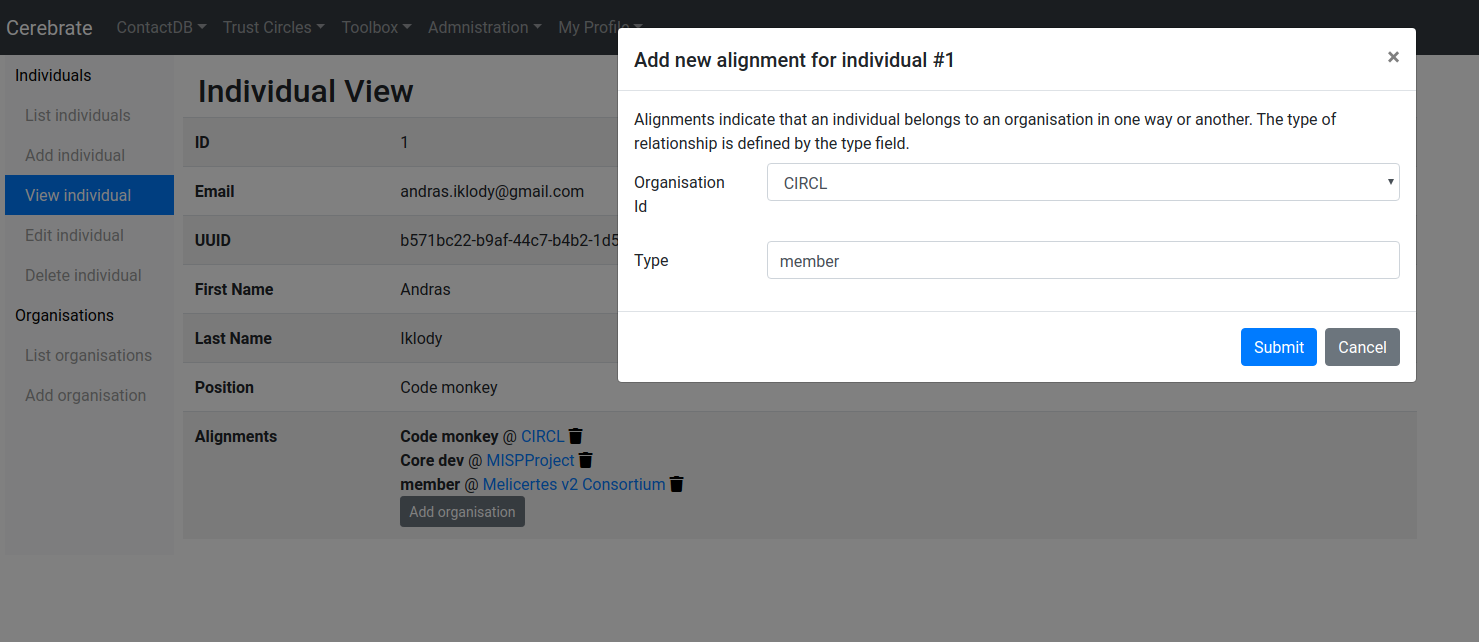 Cerebrate ContactDB Trust Circles Toolbox Admnistration My Profile
Individuals
List individuals
Add individual
View individual
Edit individual
Delete individual
Organisations
List organisations
Add organisation
Individual View
ID 1
Email andras.iklody@gmail.com
UUID b571bc22-b9af-44c7-b4b2-1d5
First Name Andras
Last Name Iklody
Position Code monkey
Alignments Code monkey @ CIRCL
Core dev @ MISPProject
member @ Melicertes v2 Consortium
Add organisation
Add new alignment for individual #1 ×
Alignments indicate that an individual belongs to an organisation in one way or another. The type of
relationship is defined by the type field.
Organisation CIRCL
Id
Type member
Submit Cancel